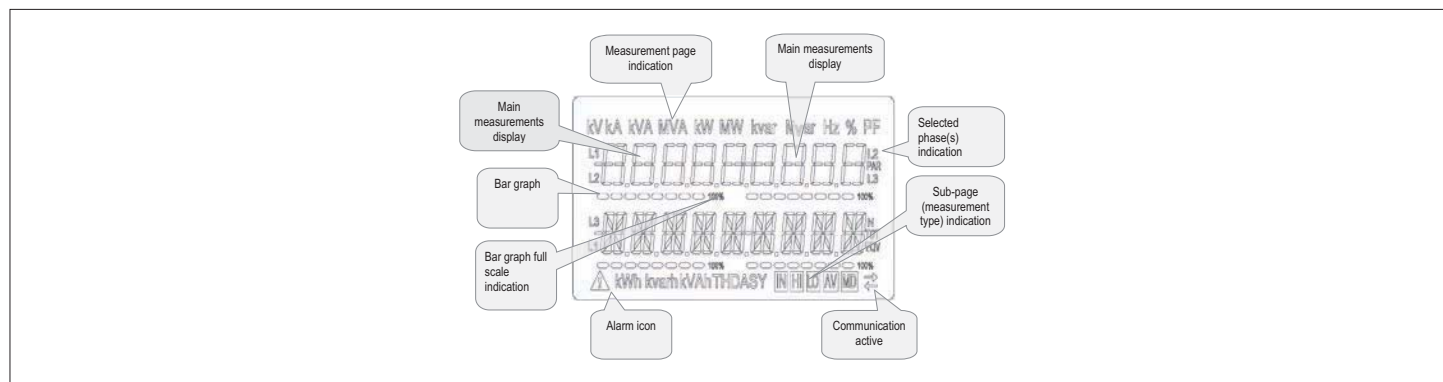 Measurement page
indication
Main measurements
display
Main
measurements
display
kV kA kVA MVA kW MW kvar Mvar Hz % PF
Selected
phase(s)
indication
L1
L2
L2
PAR
L3
Bar graph
100%
100%
Sub-page
(measurement
type) indication
L3
L1
N
EQV
Bar graph full
scale
indication
100%
100%
kWh kvarh kVAh THD ASY IN HI LO AV MD
Alarm icon
Communication
active